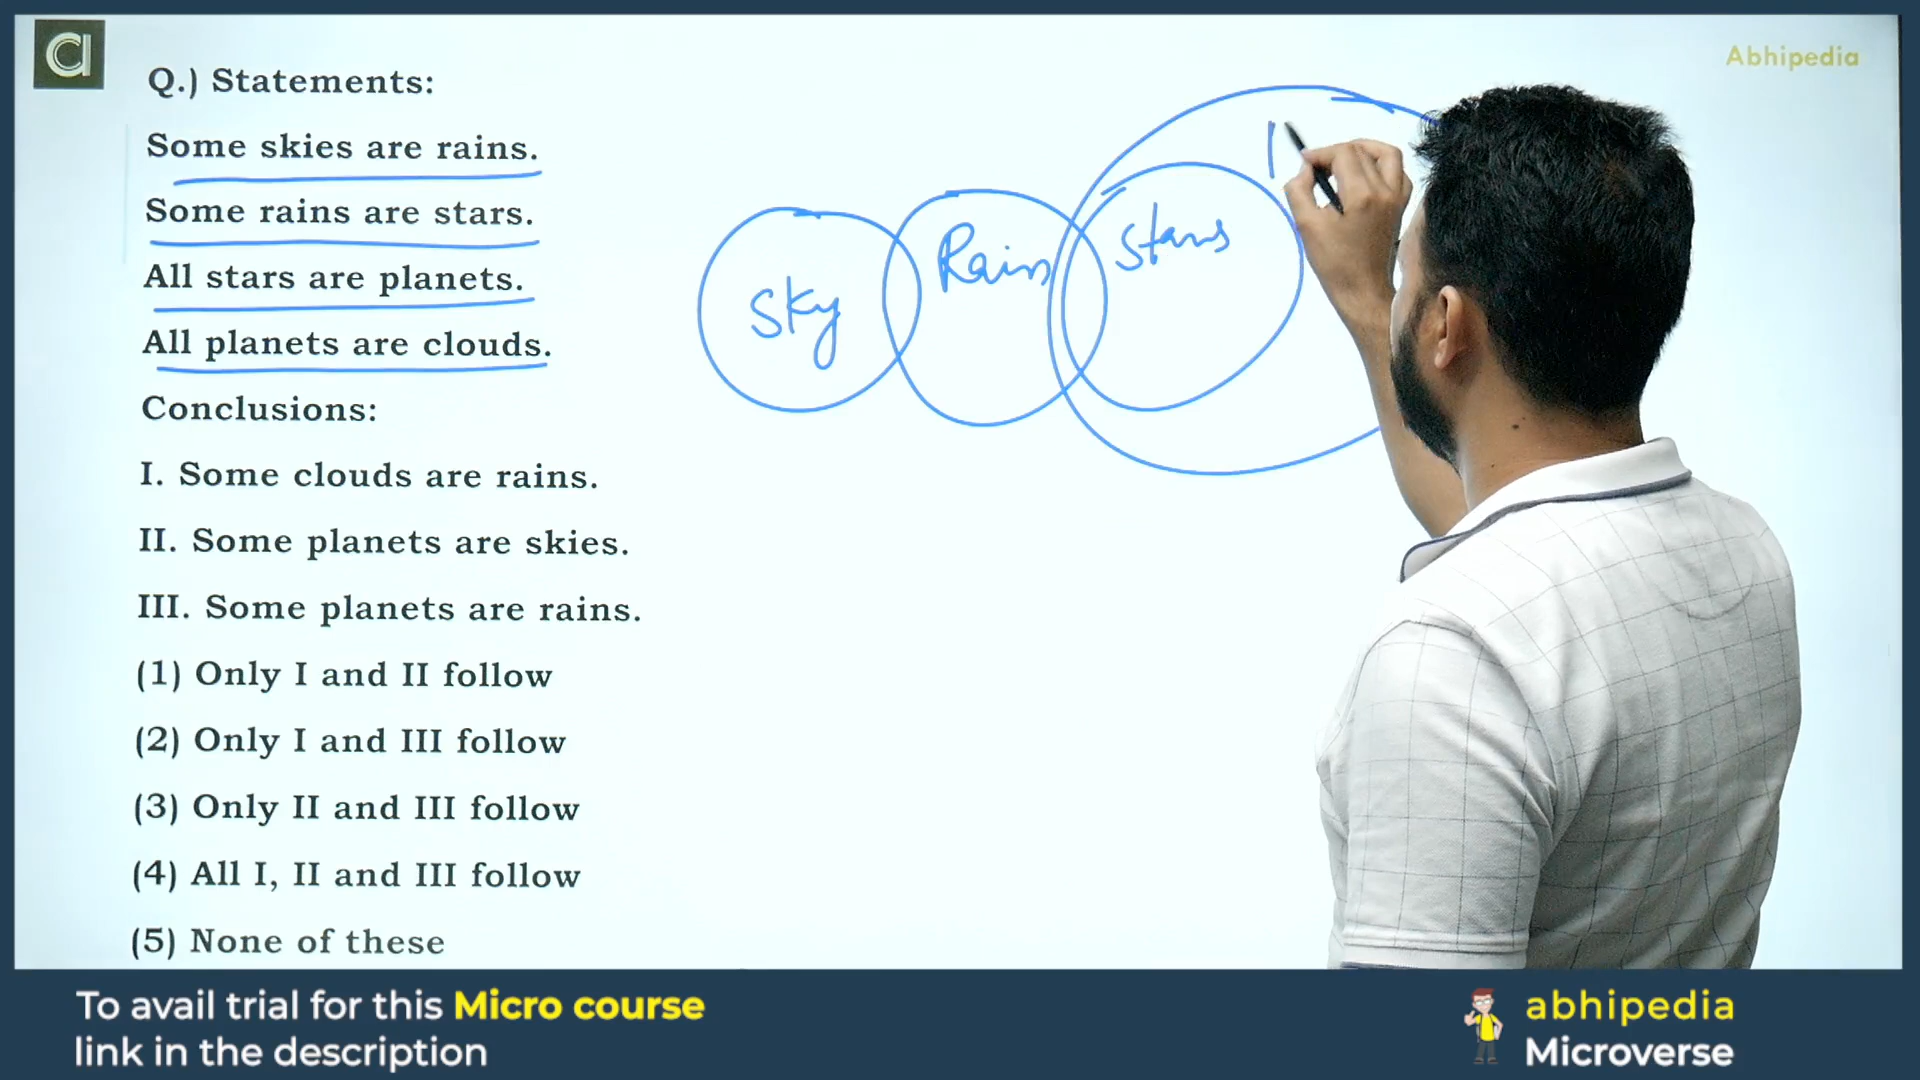 Abhipedia
Q.) Statements:
Some skies are rains.
Some rains are stars.
All stars are planets.
All planets are clouds.
Conclusions:
I. Some clouds are rains.
II. Some planets are skies.
III. Some planets are rains.
(1) Only I and II follow
(2) Only I and III follow
(3) Only II and III follow
(4) All I, II and III follow
(5) None of these
Sky
Rain
Stars
To avail trial for this Micro course
link in the description
abhipedia
Microverse